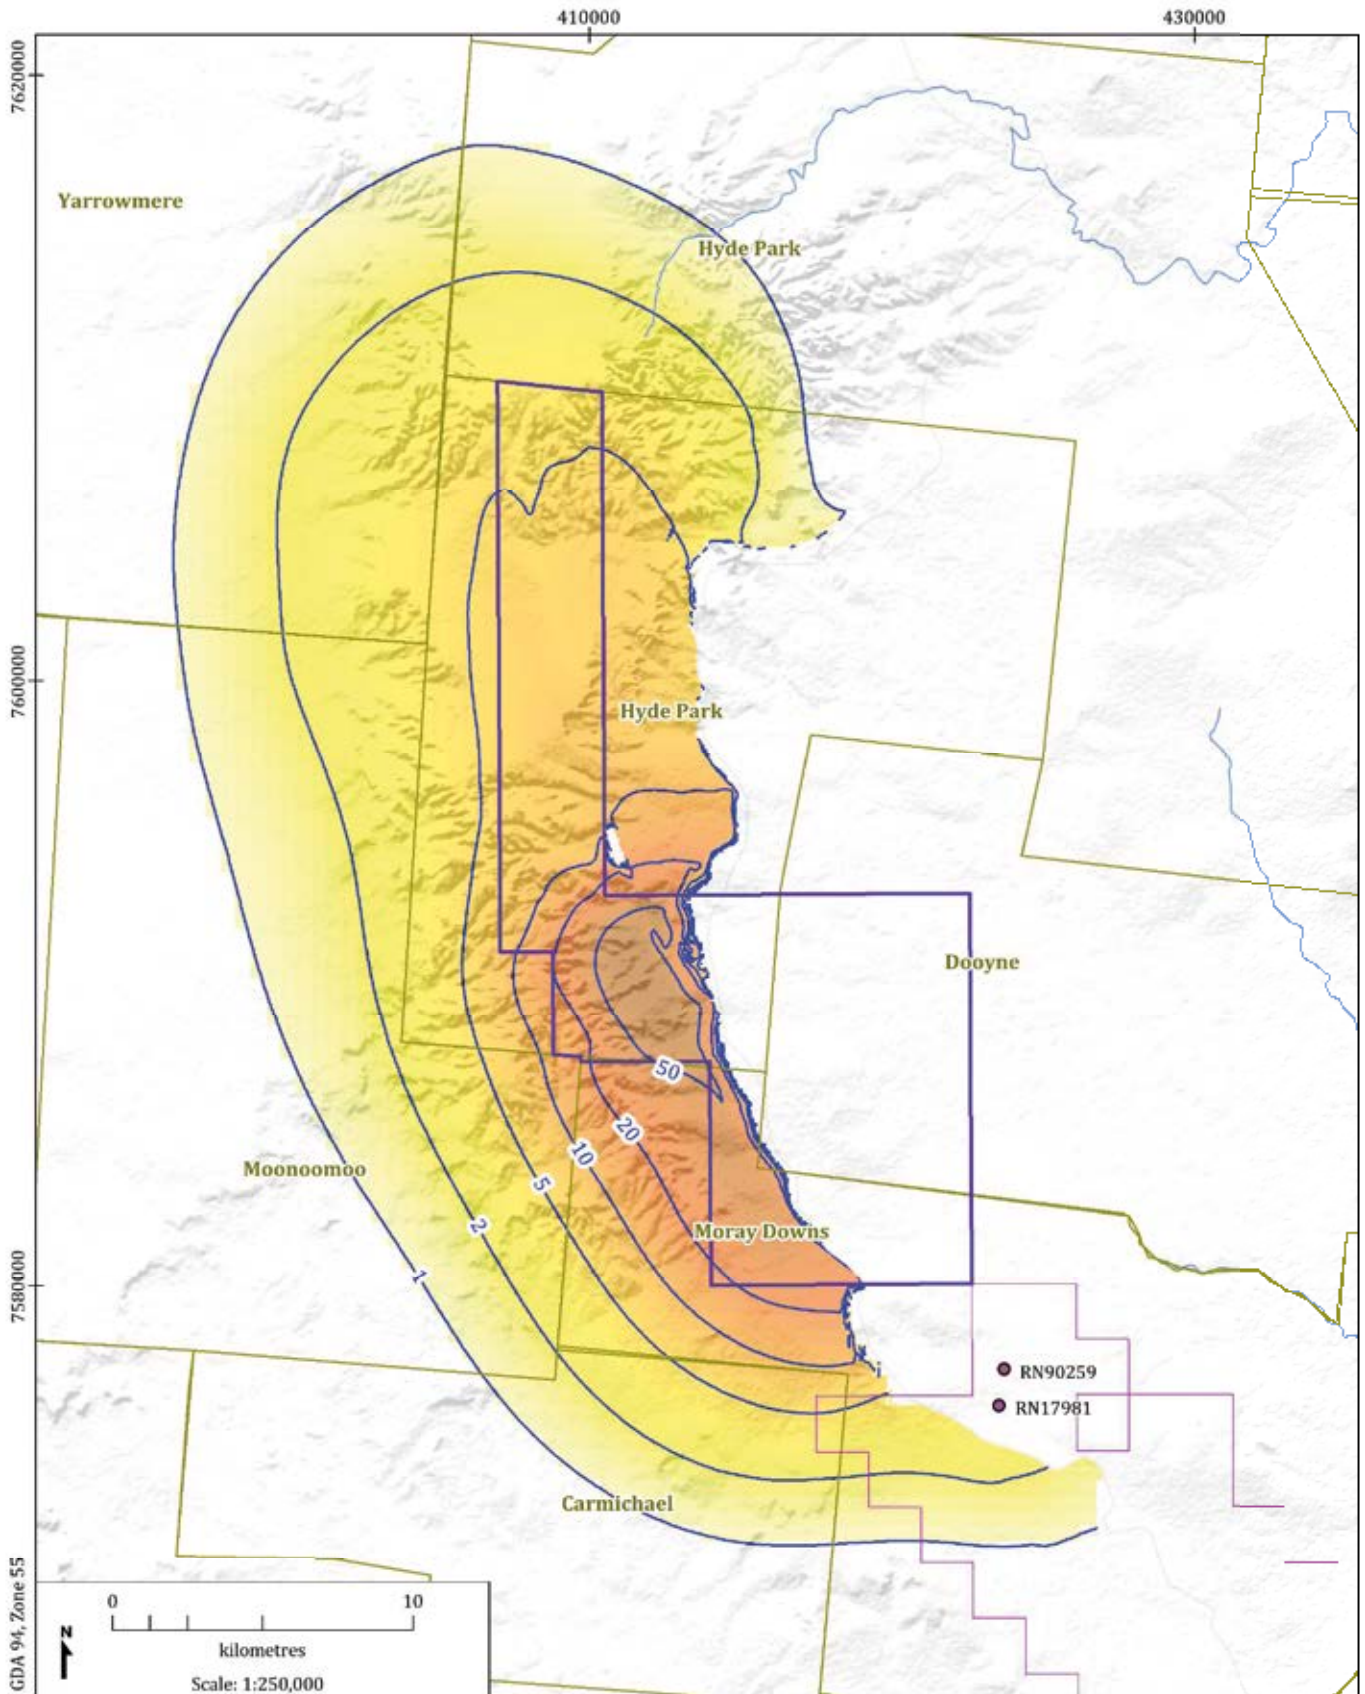 410000
430000
7620000
Yarrowmere
Hyde Park
7600000
Hyde Park
Dooyne
50
20
10
5
Moonoomoo
2
Moray Downs
1
7580000
RN90259
RN17981
Carmichael
GDA 94, Zone 55
0
10
N
kilometres
Scale: 1:250,000